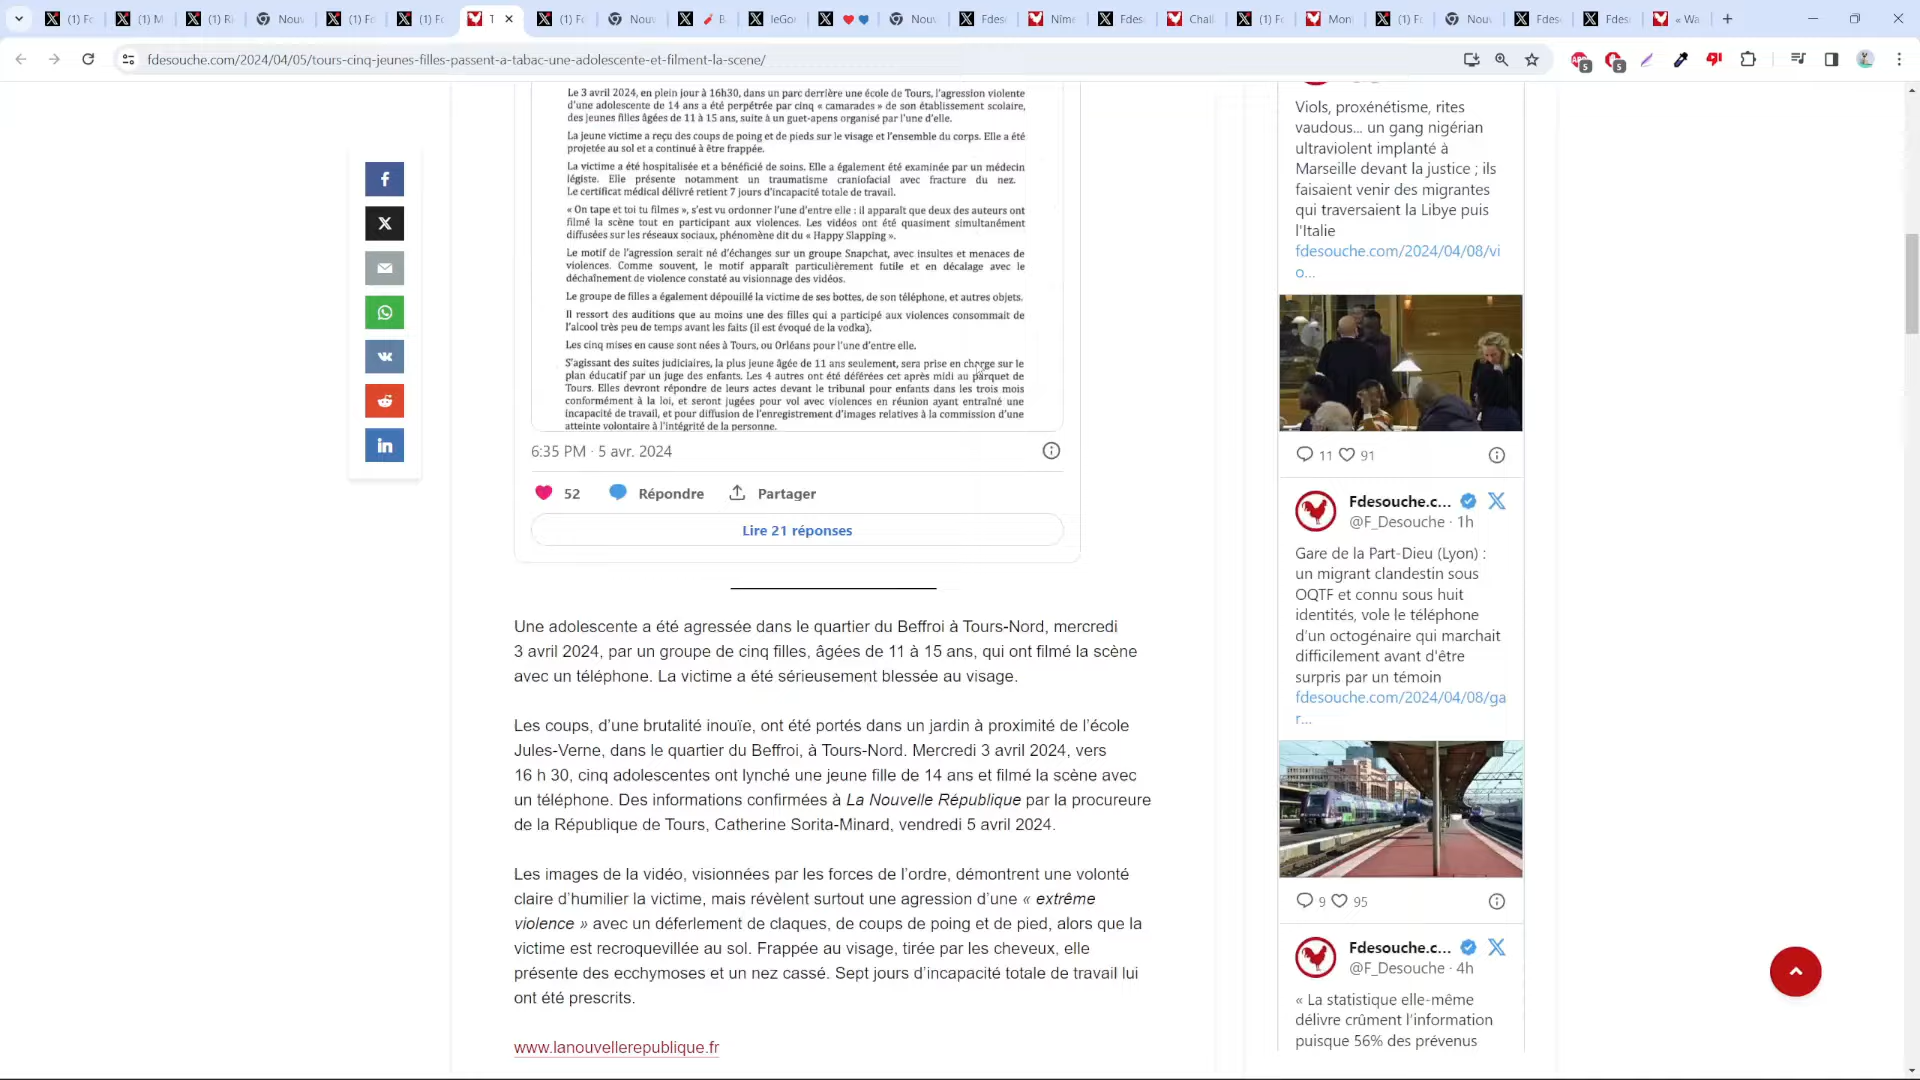 (1) Fo
(1) M
(1) Ri
Nouv
(1) Fo
(1) Fo
T
(1) Fo
Nouv
B
leGor
Nouv
Fdeso
Nîme
Fdeso
Chall
(1) Fo
Mon
(1) Fo
Nouv
Fdeso
Fdeso
« Wa
fdesouche.com/2024/04/05/tours-cinq-jeunes-filles-passent-a-tabac-une-adolescente-et-filment-la-scene/
5
5
Le 3 avril 2024, en plein jour à 16h30, dans un parc derrière une école de Tours, l'agression violente
d'une adolescente de 14 ans a été perpétrée par cinq « camarades » de son établissement scolaire,
des jeunes filles âgées de 11 à 15 ans, suite à un guet-apens organisé par l'une d'elle.
La jeune victime a reçu des coups de poing et de pieds sur le visage et l'ensemble du corps. Elle a été
projetée au sol et a continué à être frappée.
La victime a été hospitalisée et a bénéficié de soins. Elle a également été examinée par un médecin
légiste. Elle présente notamment un traumatisme craniofacial avec fracture du nez.
Le certificat médical délivré retient 7 jours d'incapacité totale de travail.
« On tape et toi tu filmes », s'est vu ordonner l'une d'entre elle : il apparaît que deux des auteurs ont
filmé la scène tout en participant aux violences. Les vidéos ont été quasiment simultanément
diffusées sur les réseaux sociaux, phénomène dit du « Happy Slapping ».
Le motif de l'agression serait né d'échanges sur un groupe Snapchat, avec insultes et menaces de
violences. Comme souvent, le motif apparaît particulièrement futile et en décalage avec le
déchaînement de violence constaté au visionnage des vidéos.
Le groupe de filles a également dépouillé la victime de ses bottes, de son téléphone, et autres objets.
Il ressort des auditions que au moins une des filles qui a participé aux violences consommait de
l'alcool très peu de temps avant les faits (il est évoqué de la vodka).
Les cinq mises en cause sont nées à Tours, ou Orléans pour l'une d'entre elle.
S'agissant des suites judiciaires, la plus jeune âgée de 11 ans seulement, sera prise en charge sur le
plan éducatif par un juge des enfants. Les 4 autres ont été déférées cet après midi au parquet de
Tours. Elles devront répondre de leurs actes devant le tribunal pour enfants dans les trois mois
conformément à la loi, et seront jugées pour vol avec violences en réunion ayant entraîné une
incapacité de travail, et pour diffusion de l'enregistrement d'images relatives à la commission d'une
atteinte volontaire à l'intégrité de la personne.
6:35 PM · 5 avr. 2024
52 Répondre Partager
Lire 21 réponses
Une adolescente a été agressée dans le quartier du Beffroi à Tours-Nord, mercredi
3 avril 2024, par un groupe de cinq filles, âgées de 11 à 15 ans, qui ont filmé la scène
avec un téléphone. La victime a été sérieusement blessée au visage.
Les coups, d’une brutalité inouïe, ont été portés dans un jardin à proximité de l’école
Jules-Verne, dans le quartier du Beffroi, à Tours-Nord. Mercredi 3 avril 2024, vers
16 h 30, cinq adolescentes ont lynché une jeune fille de 14 ans et filmé la scène avec
un téléphone. Des informations confirmées à La Nouvelle République par la procureure
de la République de Tours, Catherine Sorita-Minard, vendredi 5 avril 2024.
Les images de la vidéo, visionnées par les forces de l’ordre, démontrent une volonté
claire d’humilier la victime, mais révèlent surtout une agression d’une « extrême
violence » avec un déferlement de claques, de coups de poing et de pied, alors que la
victime est recroquevillée au sol. Frappée au visage, tirée par les cheveux, elle
présente des ecchymoses et un nez cassé. Sept jours d’incapacité totale de travail lui
ont été prescrits.
www.lanouvellerepublique.fr
Viols, proxénétisme, rites
vaudous... un gang nigérian
ultraviolent implanté à
Marseille devant la justice ; ils
faisaient venir des migrantes
qui traversaient la Libye puis
l'Italie
fdesouche.com/2024/04/08/vi
o...
11 91
Fdesouche.c...
@F_Desouche · 1h
Gare de la Part-Dieu (Lyon) :
un migrant clandestin sous
OQTF et connu sous huit
identités, vole le téléphone
d'un octogénaire qui marchait
difficilement avant d'être
surpris par un témoin
fdesouche.com/2024/04/08/ga
r...
9 95
Fdesouche.c...
@F_Desouche · 4h
« La statistique elle-même
délivre crûment l'information
puisque 56% des prévenus